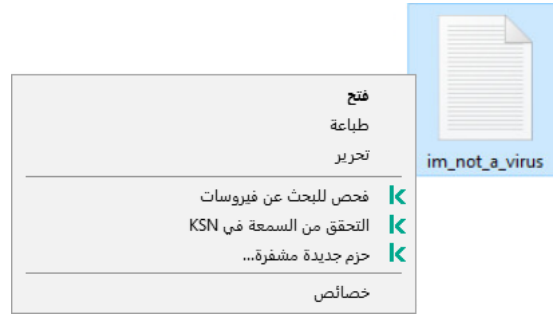 فتح
طباعة
تحرير
im_not_a_virus
فحص للبحث عن فيروسات
التحقق من السمعة في KSN
حزم جديدة مشفرة...
خصائص